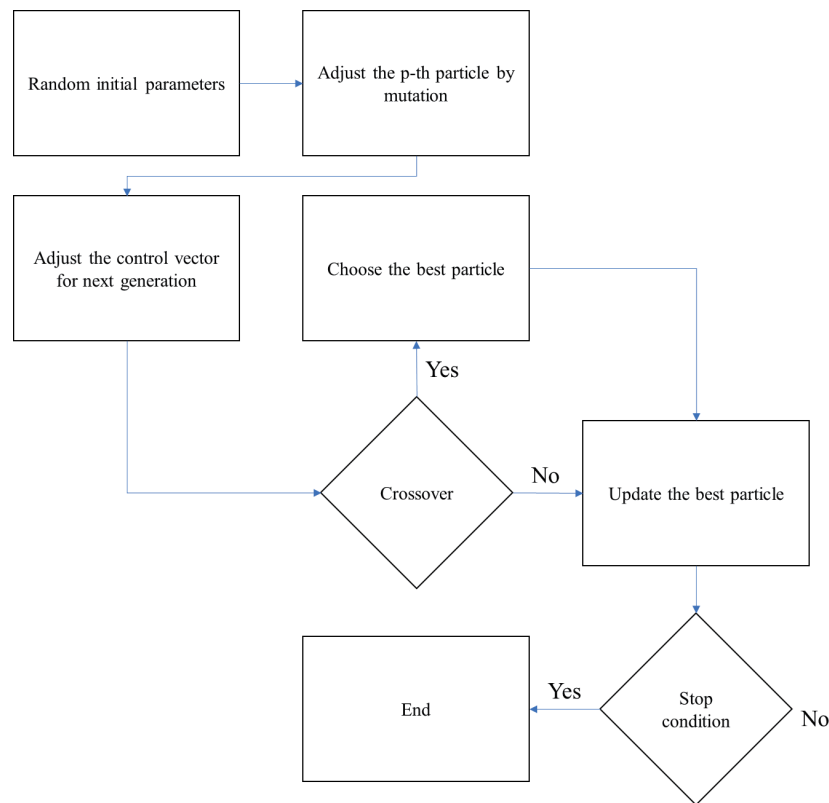 Random initial parameters
Adjust the p-th particle by
mutation
Adjust the control vector
for next generation
Choose the best particle
Yes
Crossover
No
Update the best particle
End
Yes
Stop
condition
No